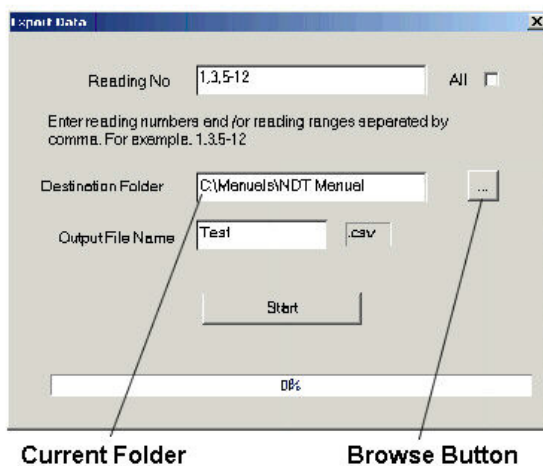 Export Data
Reading No 1,3,5-12 All
Enter reading numbers and /or reading ranges separated by
comma. For example, 1,3,5-12
Destination Folder C:\Manuels\NDT Manuel ...
Output File Name Test .csv
Start
0%
Current Folder Browse Button